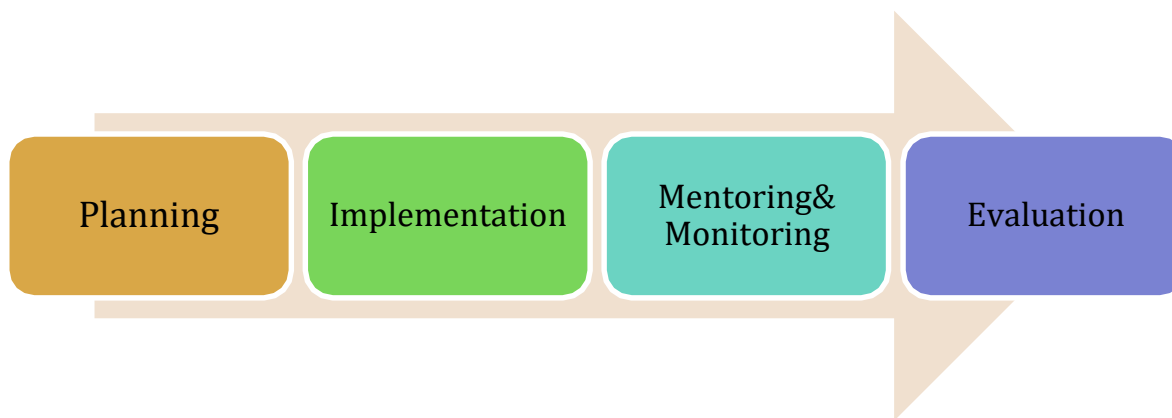 Planning
Implementation
Mentoring&
Monitoring
Evaluation